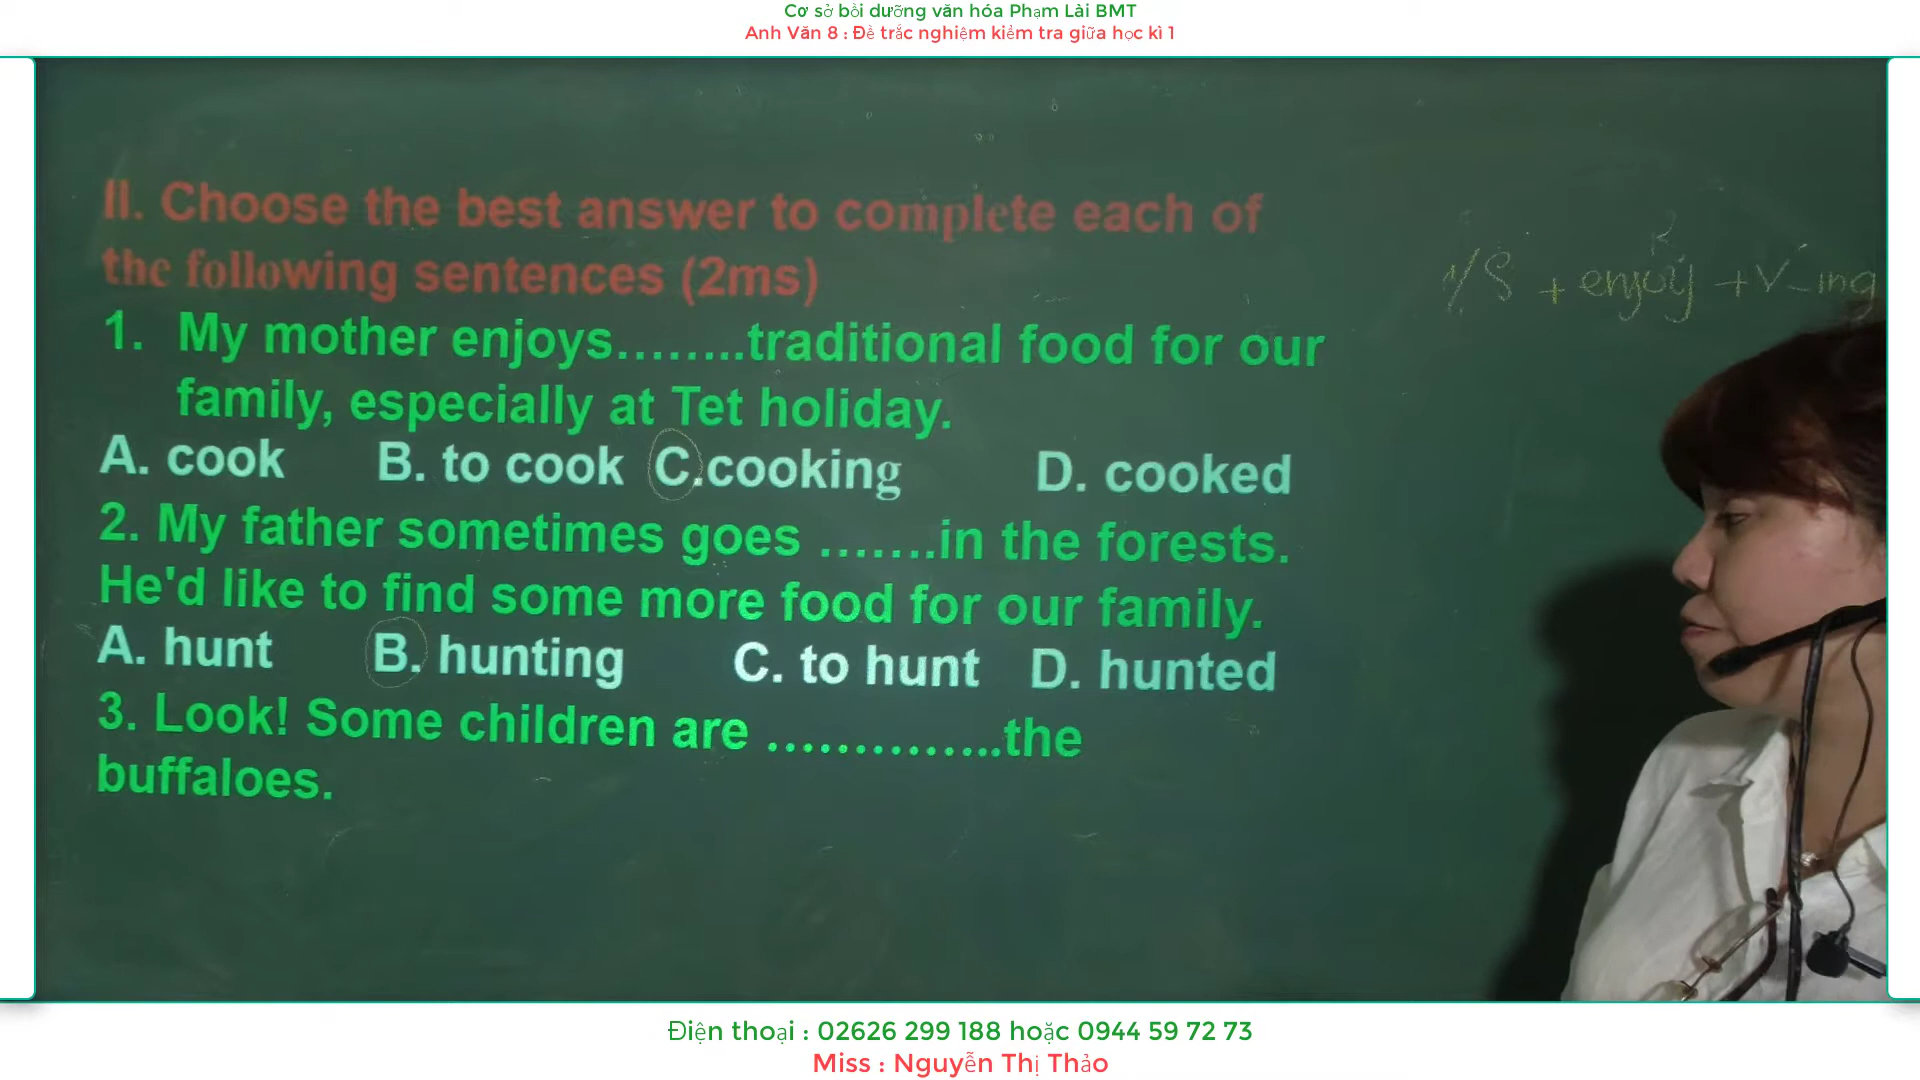 Cơ sở bồi dưỡng văn hóa Phạm Lài BMT
Anh Văn 8 : Đề trắc nghiệm kiểm tra giữa học kì 1
II. Choose the best answer to complete each of
the following sentences (2ms)
1. My mother enjoys........traditional food for our
family, especially at Tet holiday.
A. cook B. to cook C.cooking D. cooked
2. My father sometimes goes .......in the forests.
He'd like to find some more food for our family.
A. hunt B. hunting C. to hunt D. hunted
3. Look! Some children are ..............the
buffaloes.
1/ S + enjoy + V-ing
Điện thoại : 02626 299 188 hoặc 0944 59 72 73
Miss : Nguyễn Thị Thảo